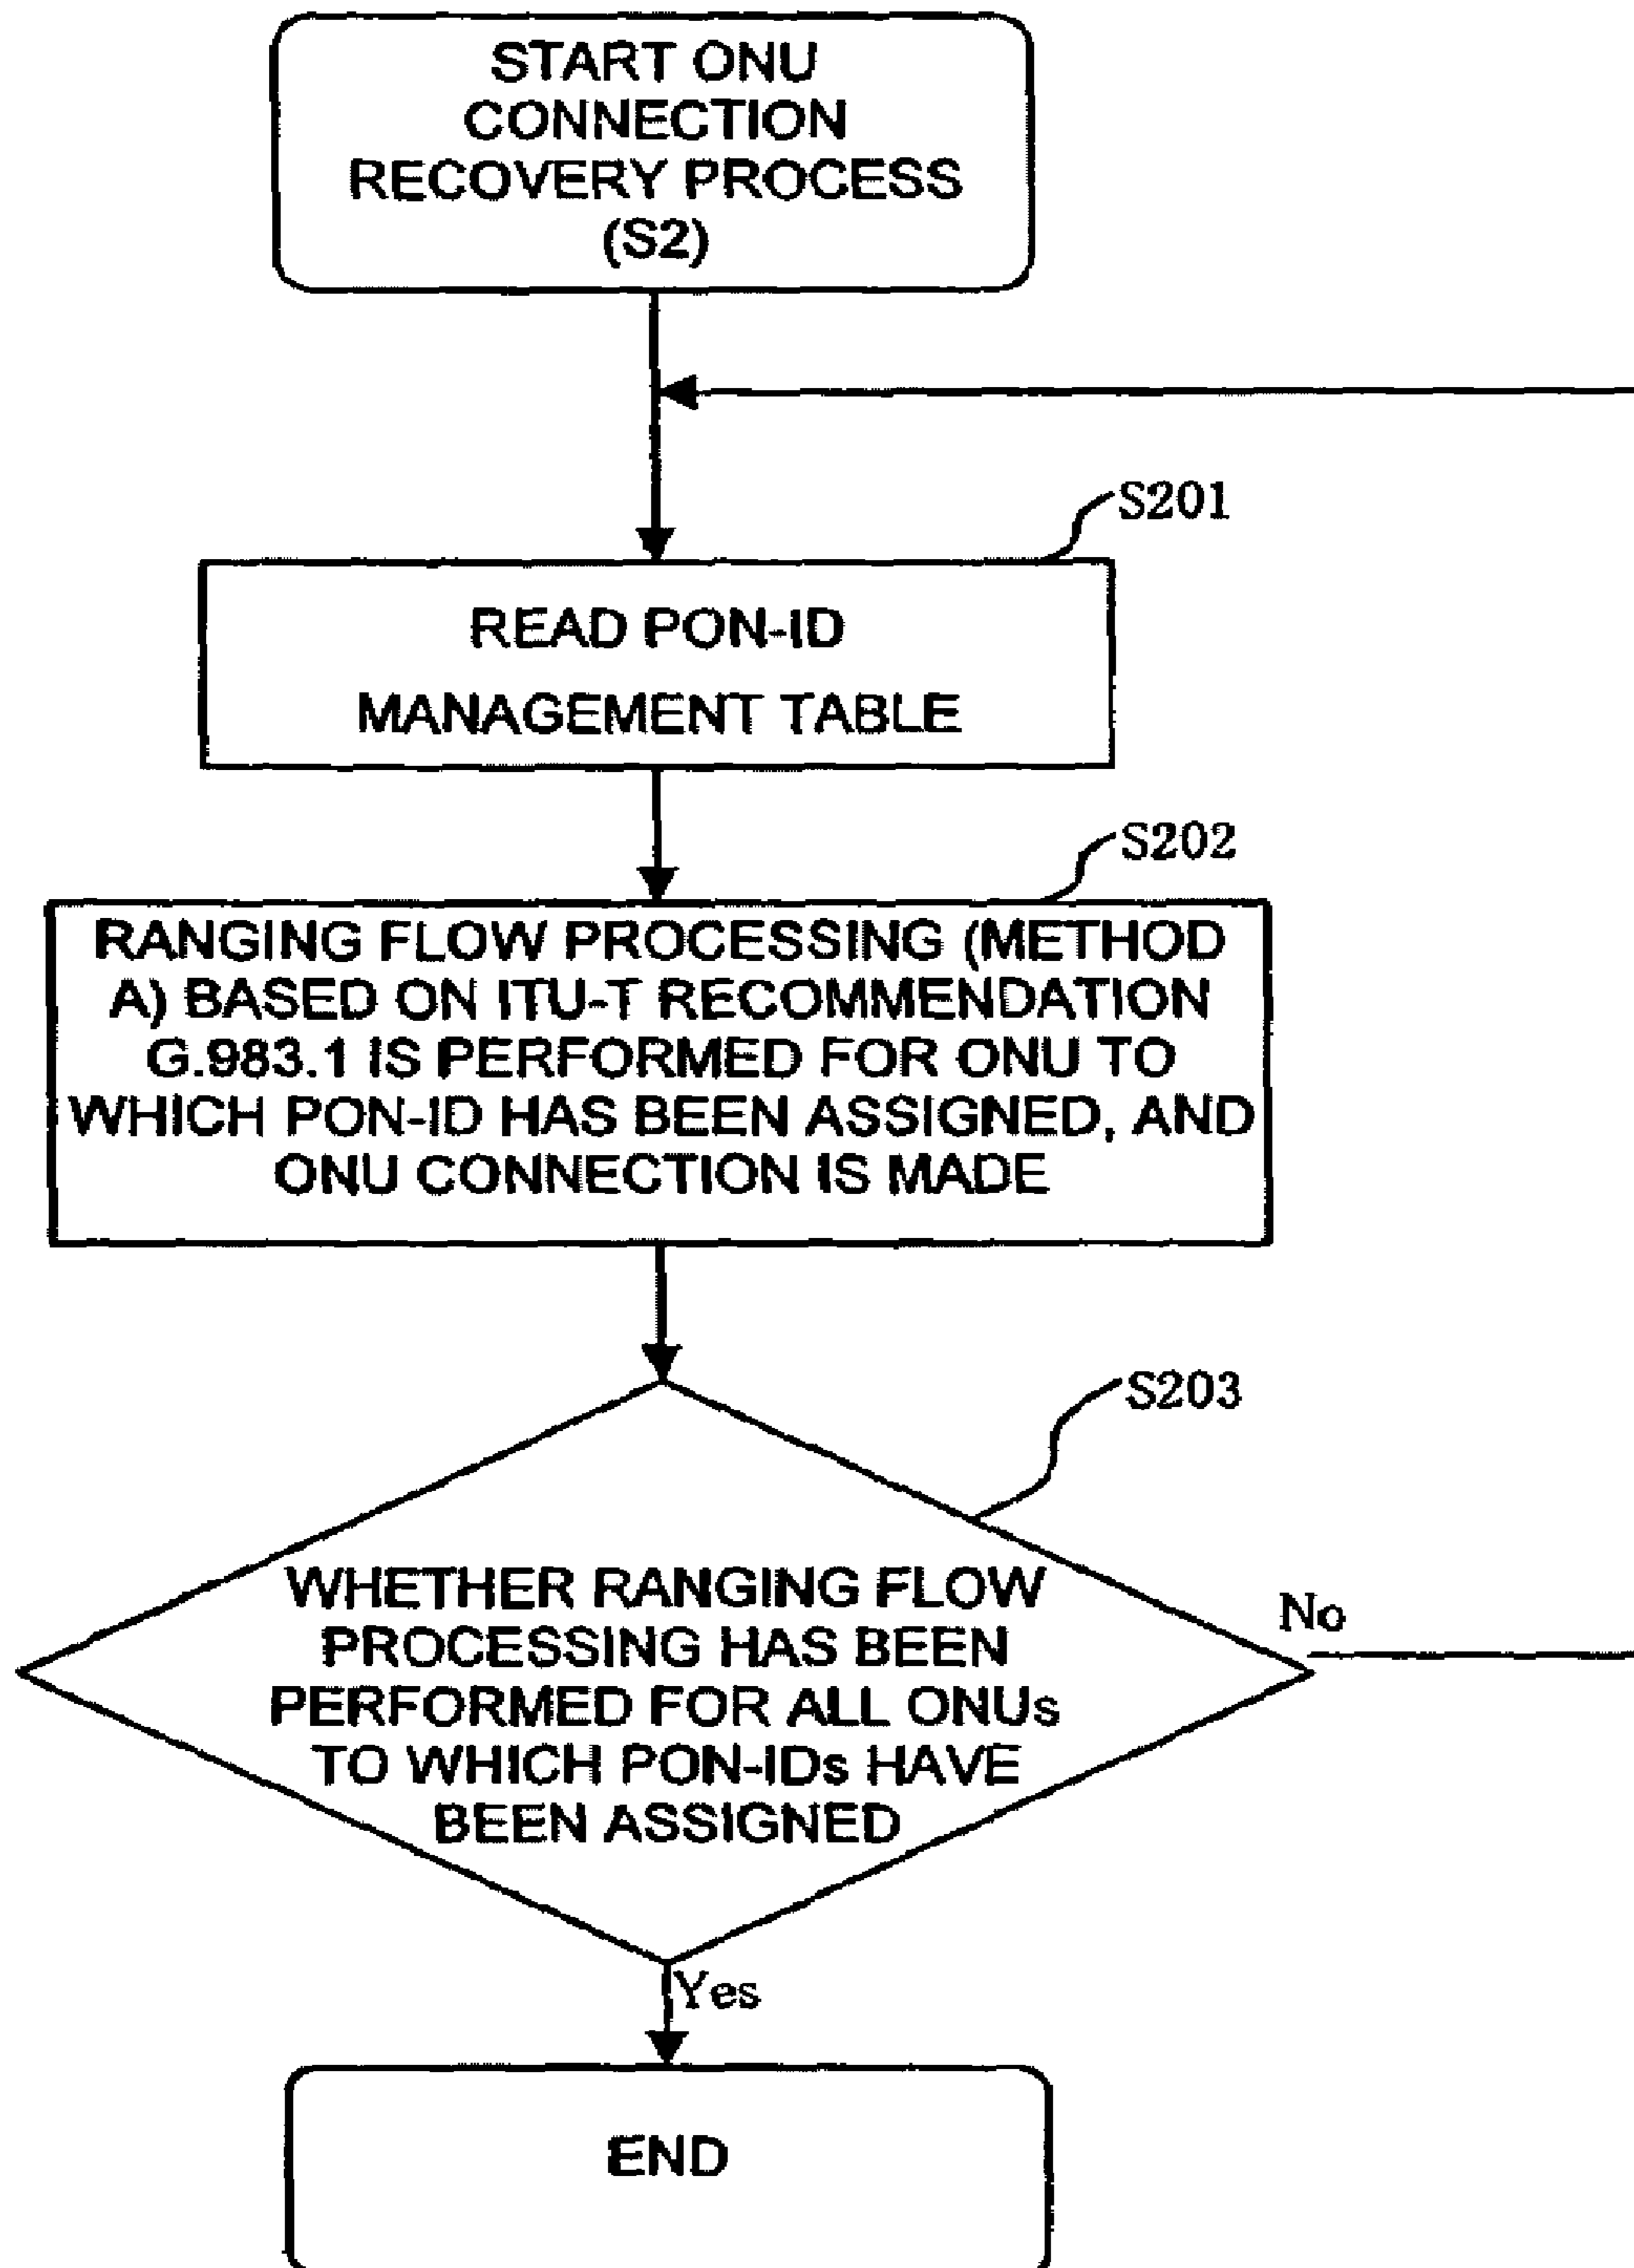 START ONU
CONNECTION
RECOVERY PROCESS
(S2)
S201
READ PON-ID
MANAGEMENT TABLE
S202
RANGING FLOW PROCESSING (METHOD
A) BASED ON ITU-T RECOMMENDATION
G.983.1 IS PERFORMED FOR ONU TO
WHICH PON-ID HAS BEEN ASSIGNED, AND
ONU CONNECTION IS MADE
S203
WHETHER RANGING FLOW
PROCESSING HAS BEEN
PERFORMED FOR ALL ONUs
TO WHICH PON-IDs HAVE
BEEN ASSIGNED
No
Yes
END